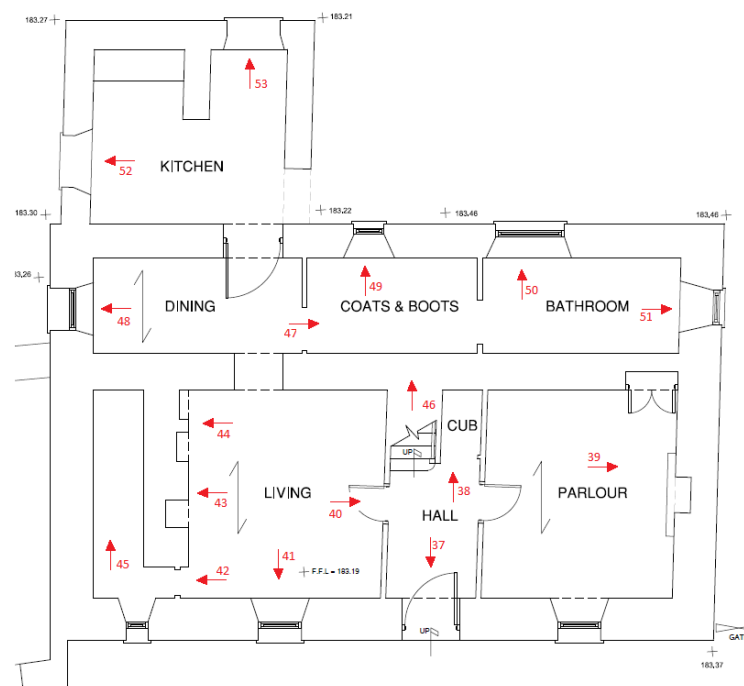 183.27
183.21
53
52
KITCHEN
183.30
183.22
183.46
183.46
83.26
49
50
DINING
COATS & BOOTS
BATHROOM
48
47
51
46
44
CUB
UP
39
43
LIVING
40
38
PARLOUR
HALL
37
41
45
42
F.F.L = 183.19
UP
GAT
183.37